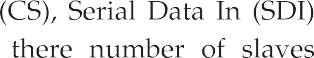 (CS), Serial Data In (SDI)
there number of slaves